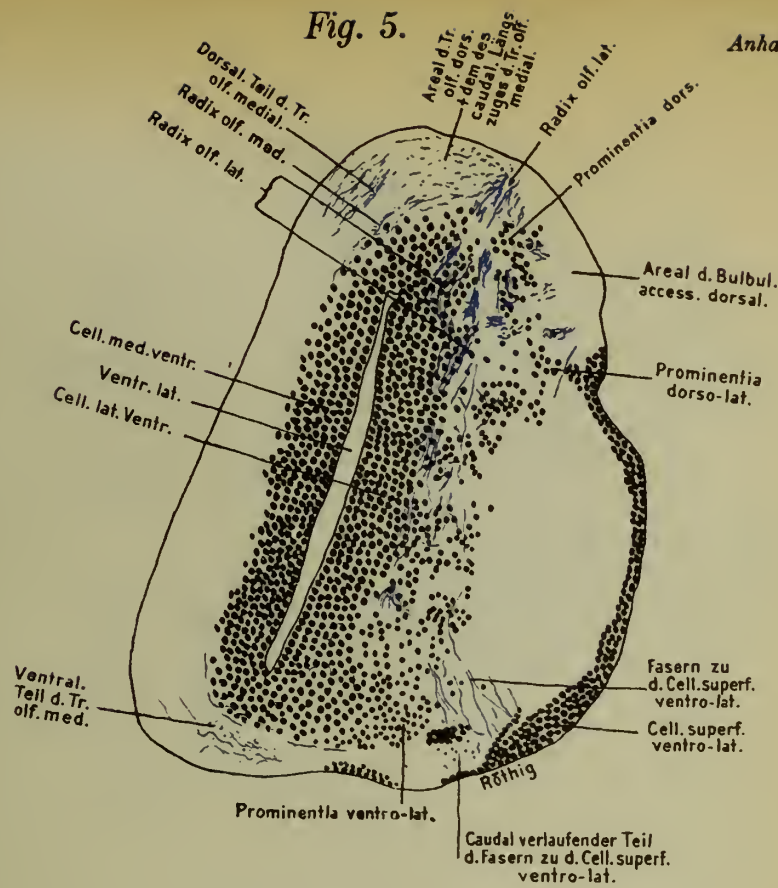 Fig. 5.
Anha
Dorsal. Teil d. Tr.
olf. medial.
Radix olf. med.
Radix olf. lat.
Areal d. Tr.
olf. dors.
+ dem des
caudal. Längs
zuges d. Tr. olf.
medial.
Radix olf. lat.
Prominentia dors.
Areal d. Bulbul.
access. dorsal.
Prominentia
dorso-lat.
Cell. med. ventr.
Ventr. lat.
Cell. lat. Ventr.
Ventral.
Teil d. Tr.
olf. med.
Fasern zu
d. Cell. superf.
ventro-lat.
Cell. superf.
ventro-lat.
Röthig
Prominentia ventro-lat.
Caudal verlaufender Teil
d. Fasern zu d. Cell. superf.
ventro-lat.